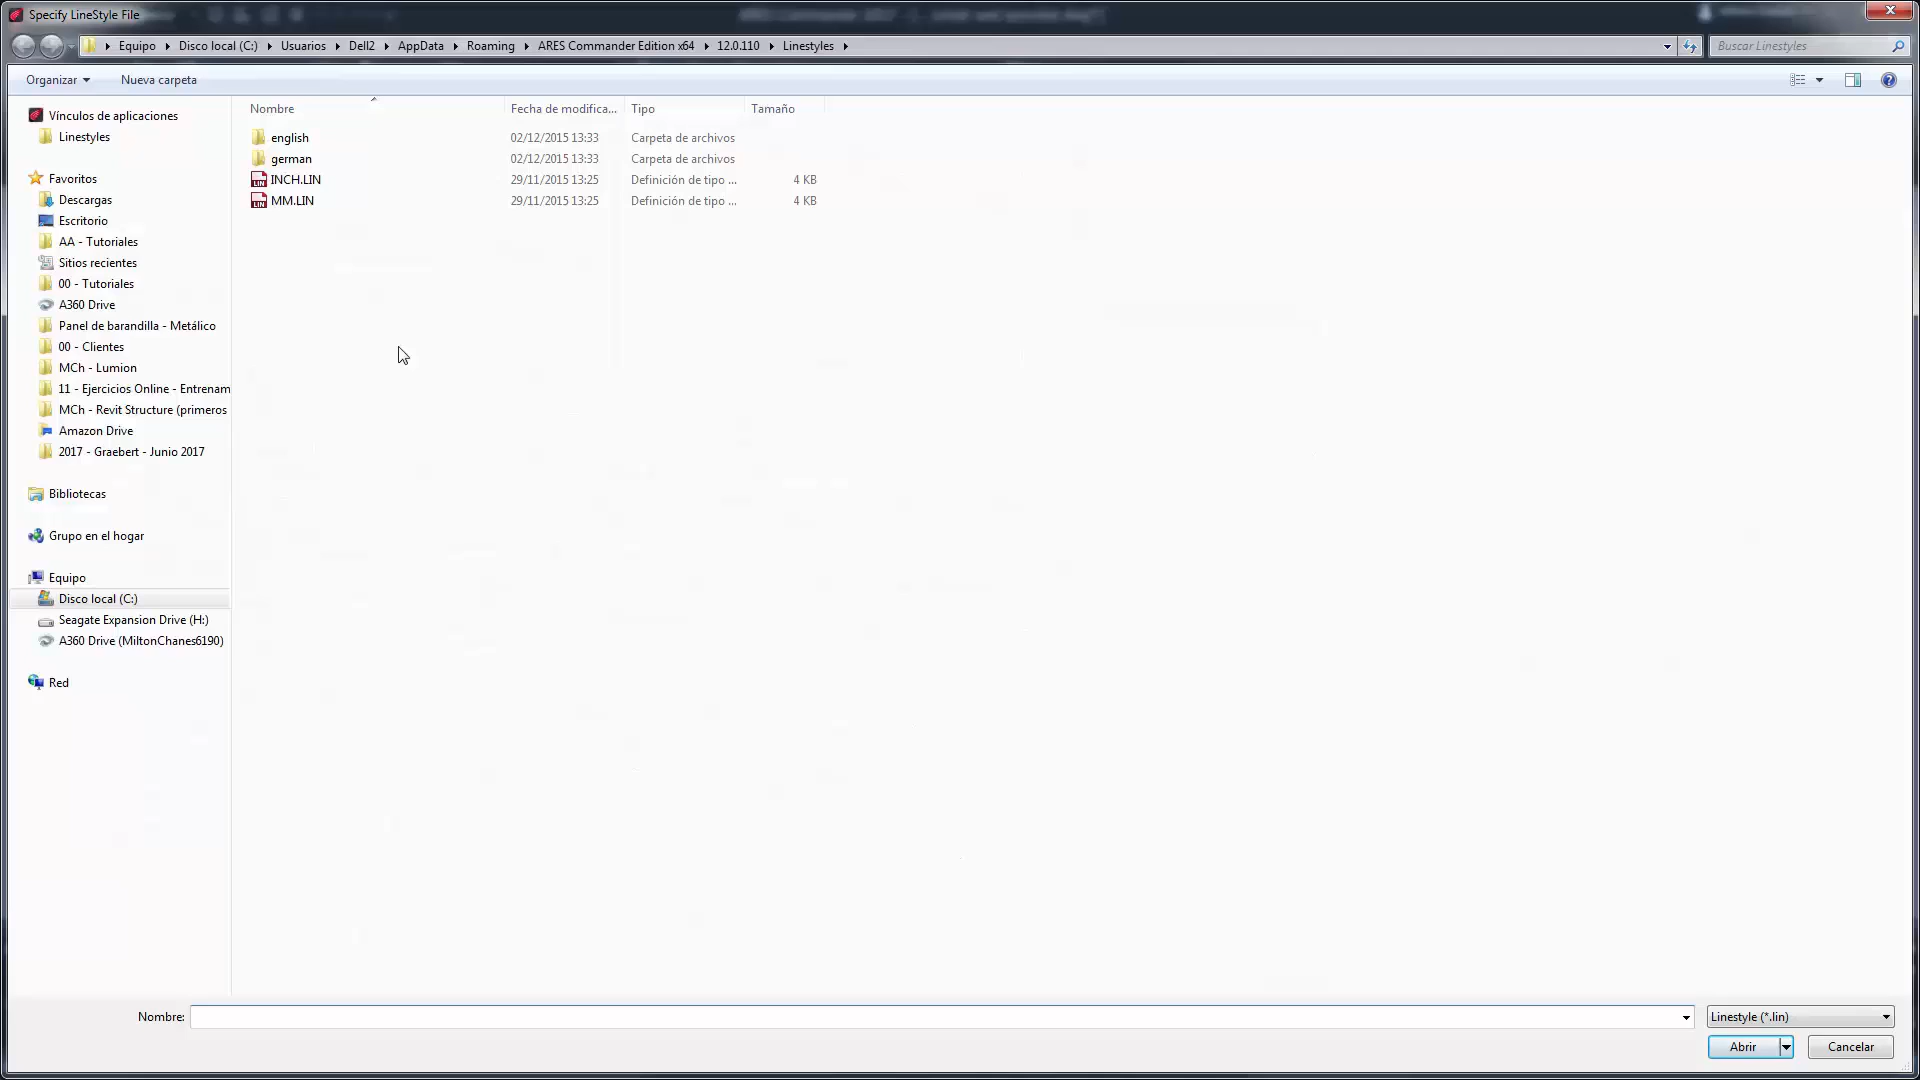 Specify LineStyle File
Equipo Disco local (C:) Usuarios Dell2 AppData Roaming ARES Commander Edition x64 12.0.110 Linestyles
Buscar Linestyles
Organizar Nueva carpeta
Nombre Fecha de modifica... Tipo Tamaño
english 02/12/2015 13:33 Carpeta de archivos
german 02/12/2015 13:33 Carpeta de archivos
INCH.LIN 29/11/2015 13:25 Definición de tipo ... 4 KB
MM.LIN 29/11/2015 13:25 Definición de tipo ... 4 KB
Vínculos de aplicaciones
Linestyles
Favoritos
Descargas
Escritorio
AA - Tutoriales
Sitios recientes
00 - Tutoriales
A360 Drive
Panel de barandilla - Metálico
00 - Clientes
MCh - Lumion
11 - Ejercicios Online - Entrenam
MCh - Revit Structure (primeros
Amazon Drive
2017 - Graebert - Junio 2017
Bibliotecas
Grupo en el hogar
Equipo
Disco local (C:)
Seagate Expansion Drive (H:)
A360 Drive (MiltonChanes6190)
Red
Nombre:
Linestyle (*.lin)
Abrir Cancelar